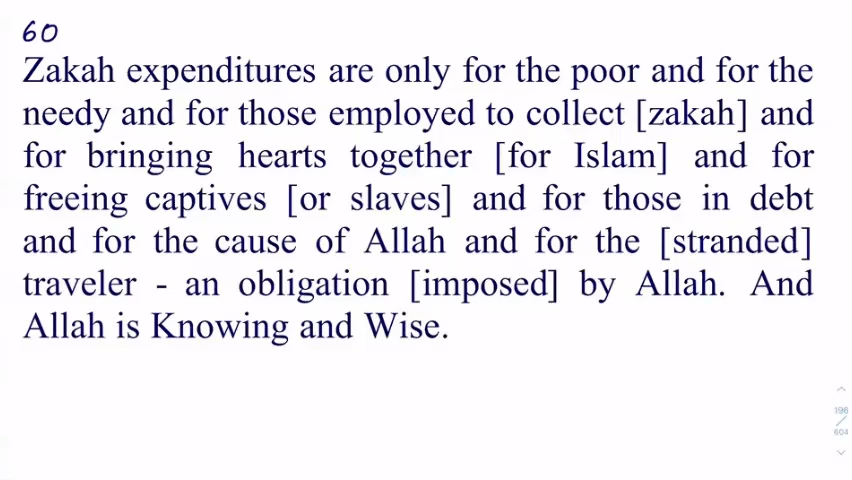 60
Zakah expenditures are only for the poor and for the
needy and for those employed to collect [zakah] and
for bringing hearts together [for Islam] and for
freeing captives [or slaves] and for those in debt
and for the cause of Allah and for the [stranded]
traveler - an obligation [imposed] by Allah. And
Allah is Knowing and Wise.
196
/
604